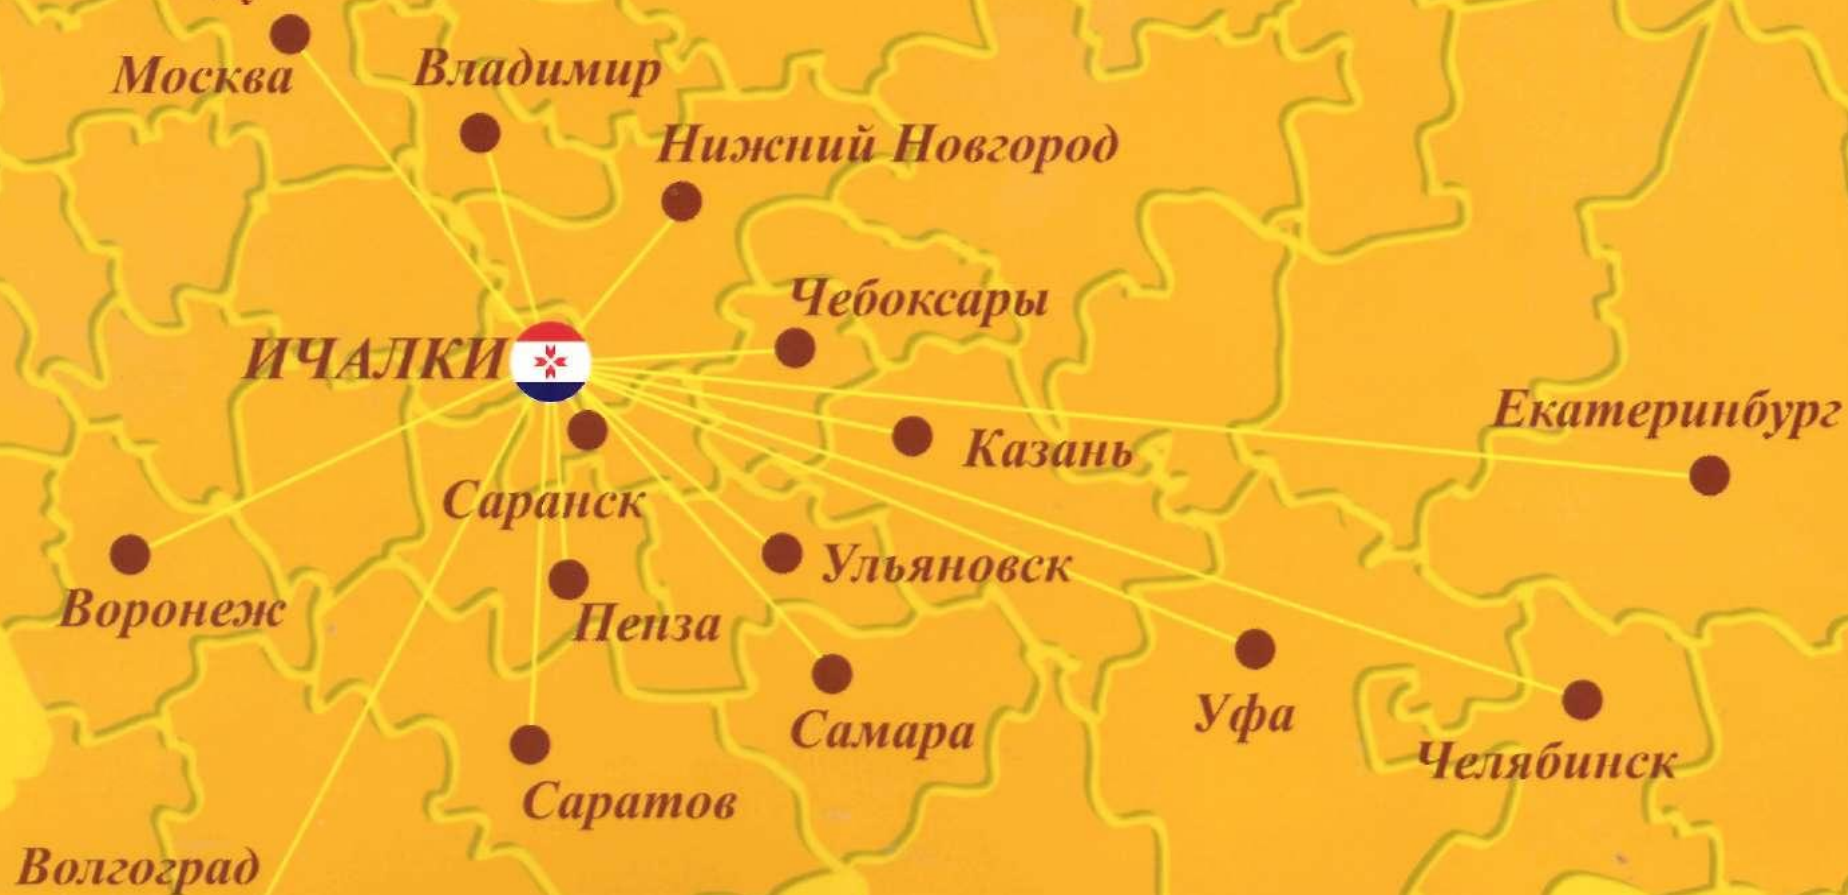 Москва
Владимир
Нижний Новгород
Чебоксары
ИЧАЛКИ
Екатеринбург
Казань
Саранск
Ульяновск
Воронеж
Пенза
Уфа
Самара
Челябинск
Саратов
Волгоград